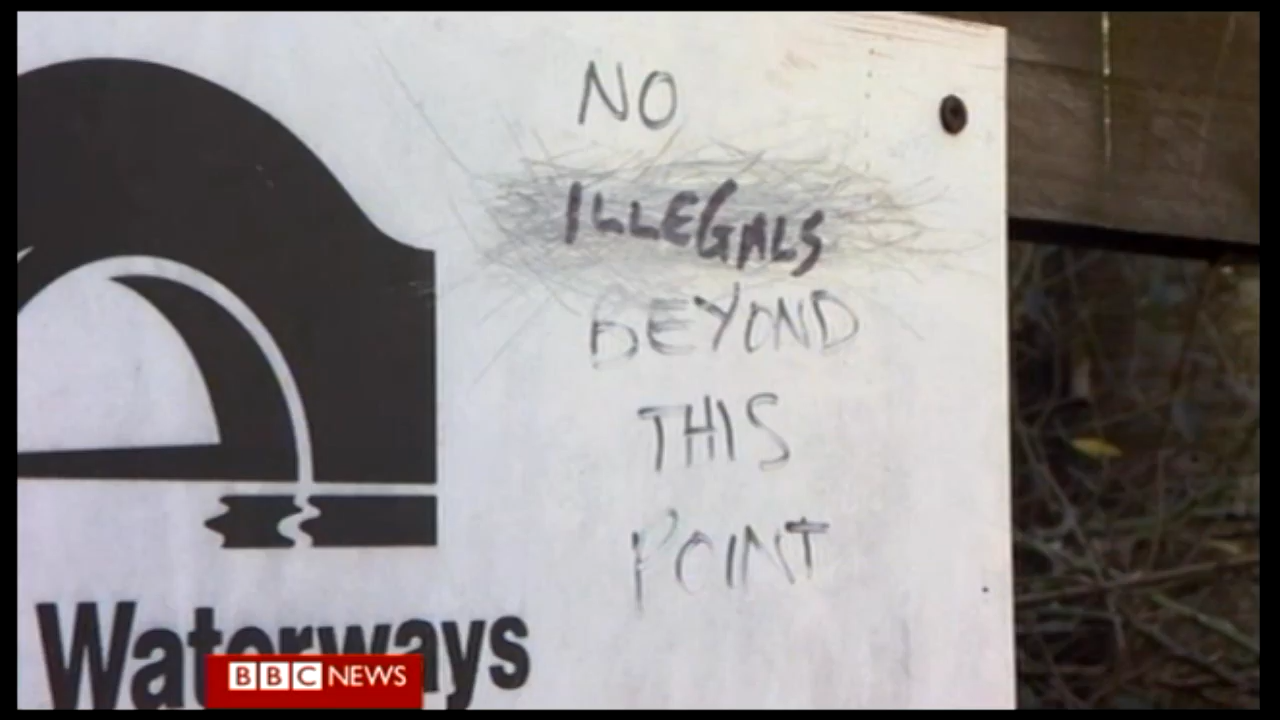 NO
ILLEGALS
BEYOND
THIS
POINT
Waterways
BBC NEWS